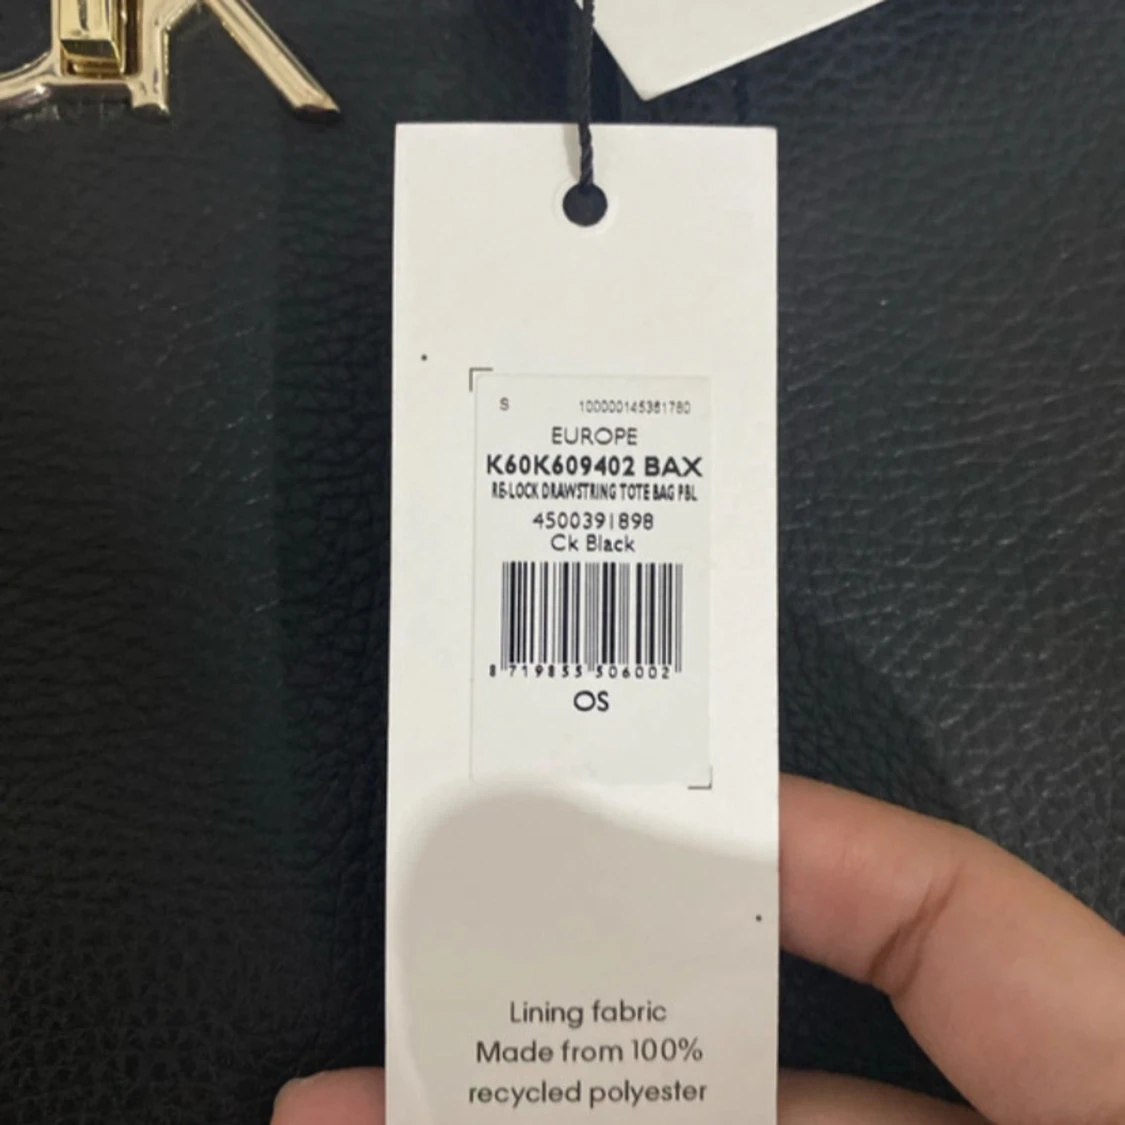 K
S 100000145361780
EUROPE
K60K609402 BAX
RE-LOCK DRAWSTRING TOTE BAG PBL
4500391898
Ck Black
8 719855 506002
OS
Lining fabric
Made from 100%
recycled polyester